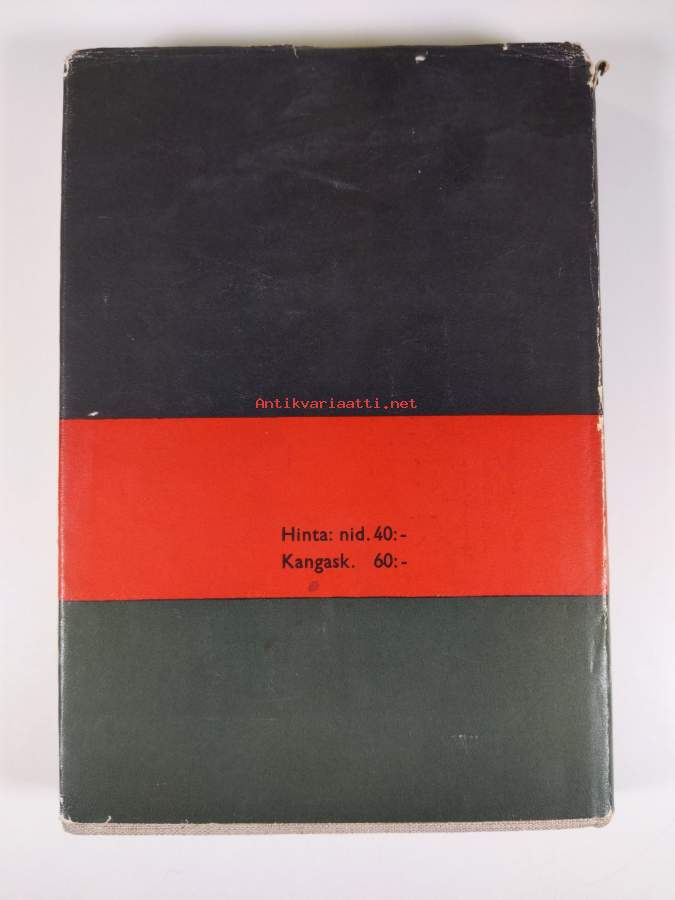 Antikvariaatti.net
Hinta: nid. 40:-
Kangask. 60:-